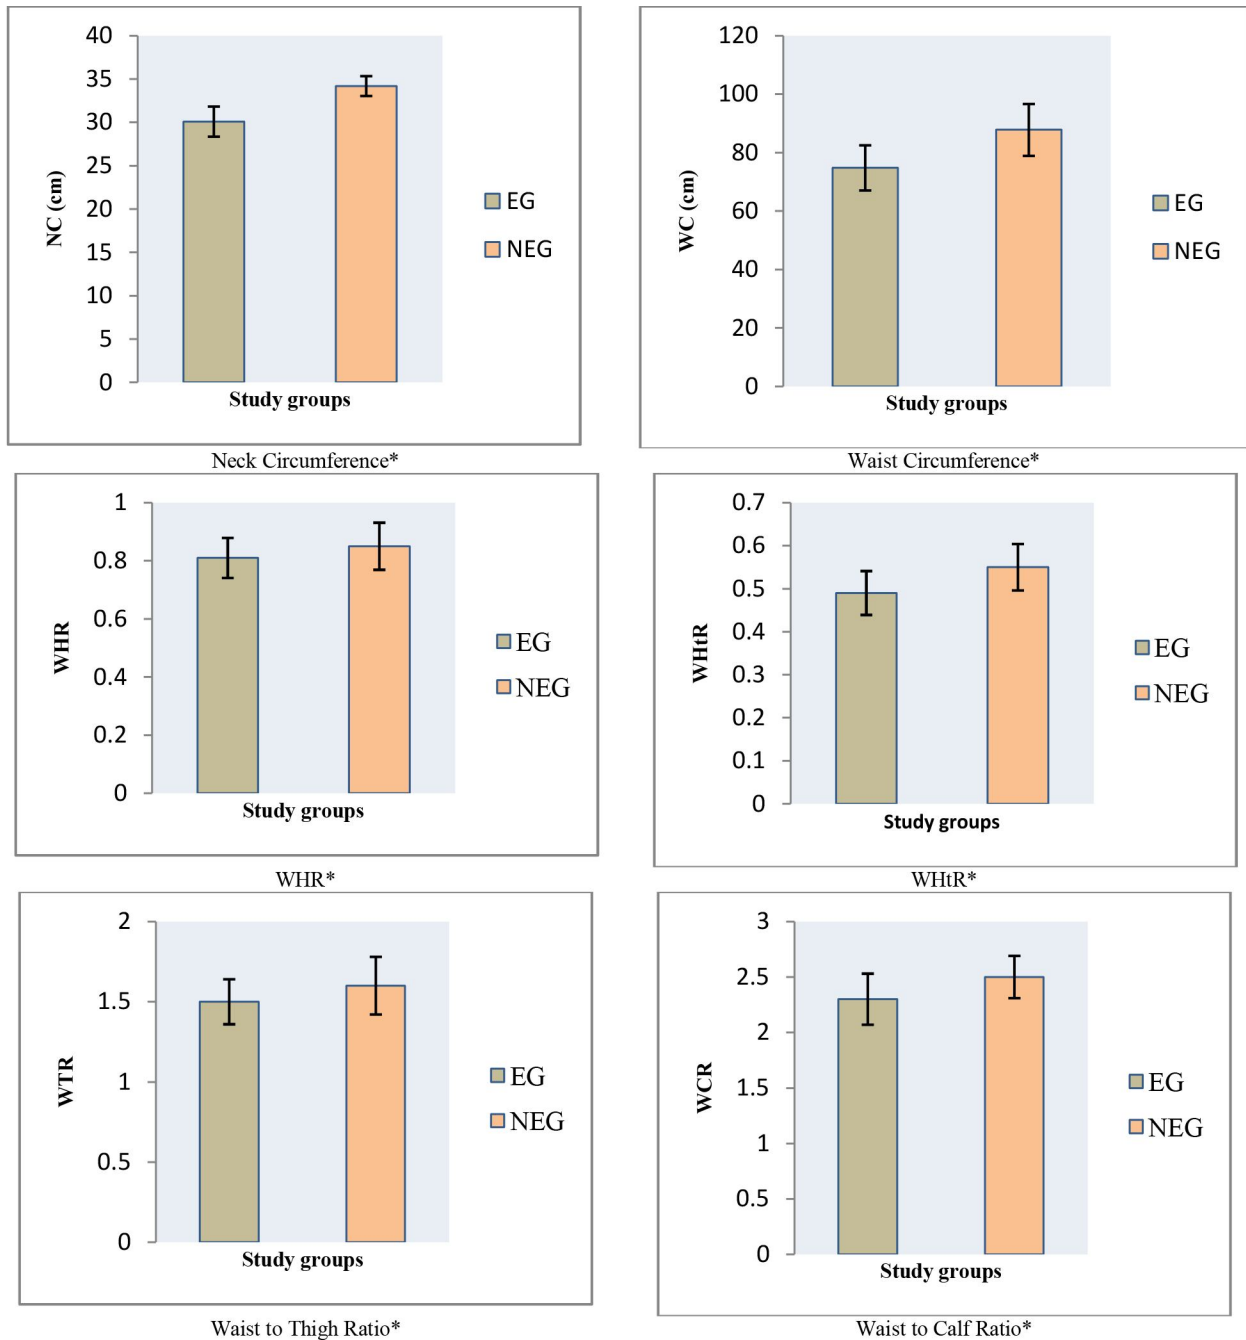 40
35
30
25
20
15
10
5
0
NC (cm)
Study groups
EG
NEG
Neck Circumference*
120
100
80
60
40
20
0
WC (cm)
Study groups
EG
NEG
Waist Circumference*
1
0.8
0.6
0.4
0.2
0
WHR
Study groups
EG
NEG
WHR*
0.7
0.6
0.5
0.4
0.3
0.2
0.1
0
WHtR
Study groups
EG
NEG
WHtR*
2
1.5
1
0.5
0
WTR
Study groups
EG
NEG
Waist to Thigh Ratio*
3
2.5
2
1.5
1
0.5
0
WCR
Study groups
EG
NEG
Waist to Calf Ratio*